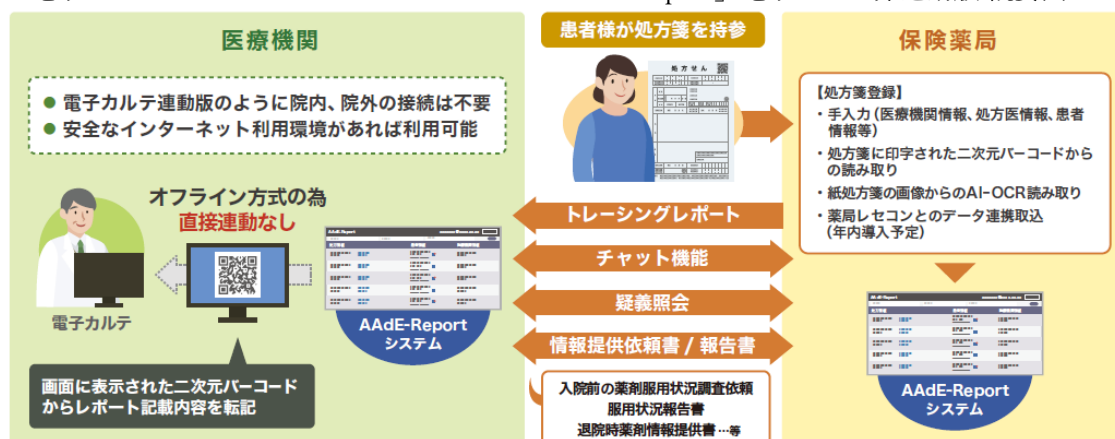 医療機関
● 電子カルテ連動版のように院内、院外の接続は不要
● 安全なインターネット利用環境があれば利用可能
オフライン方式の為
直接連動なし
電子カルテ
AAdE-Report
AAdE-Report
システム
画面に表示された二次元バーコード
からレポート記載内容を転記
患者様が処方箋を持参
処方せん
トレーシングレポート
チャット機能
疑義照会
情報提供依頼書 / 報告書
入院前の薬剤服用状況調査依頼
服用状況報告書
退院時薬剤情報提供書…等
保険薬局
【処方箋登録】
・手入力(医療機関情報、処方医情報、患者
情報等)
・処方箋に印字された二次元バーコードから
の読み取り
・紙処方箋の画像からのAI-OCR読み取り
・薬局レセコンとのデータ連携取込
(年内導入予定)
AAdE-Report
AAdE-Report
システム